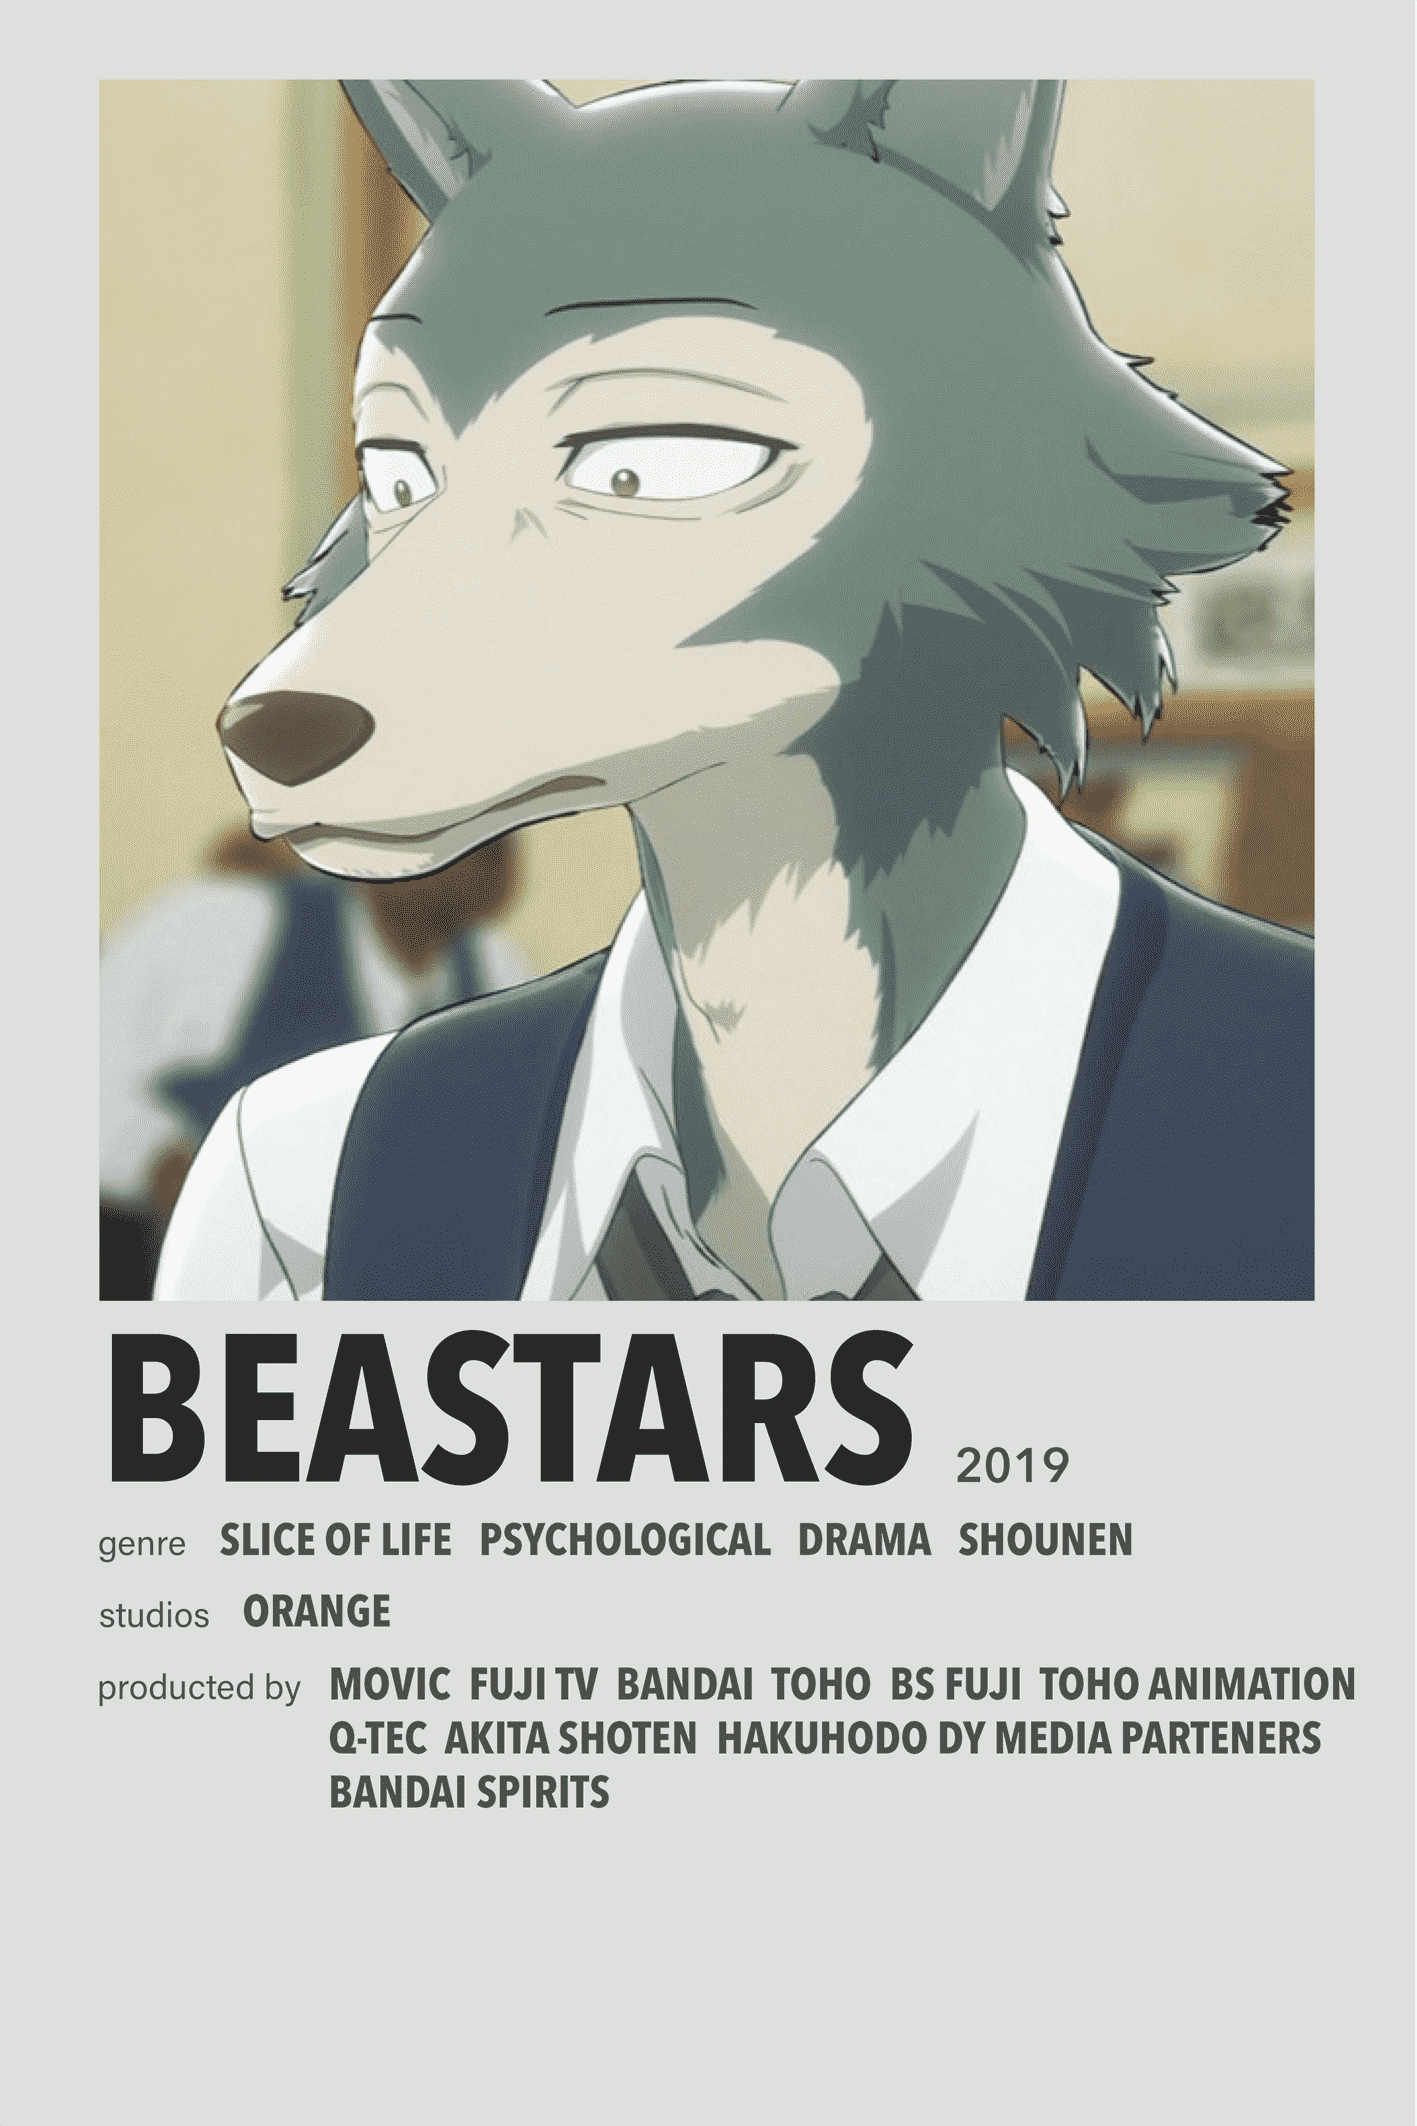 BEASTARS 2019
genre SLICE OF LIFE PSYCHOLOGICAL DRAMA SHOUNEN
studios ORANGE
producted by MOVIC FUJI TV BANDAI TOHO BS FUJI TOHO ANIMATION
Q-TEC AKITA SHOTEN HAKUHODO DY MEDIA PARTENERS
BANDAI SPIRITS